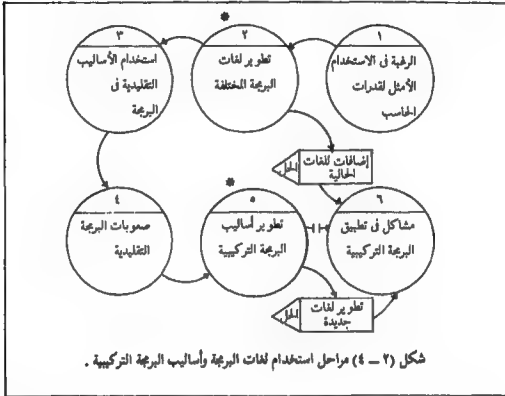 *
١
الرغبة فى الاستخدام
الأمثل لقدرات
الحاسب
٢
تطوير لغات
البرمجة المختلفة
٣
استخدام الأساليب
التقليدية فى
البرمجة
إضافات للغات
الحالية
الحل
*
٤
صعوبات البرمجة
التقليدية
٥
تطوير أساليب
البرمجة التركيبية
٦
مشاكل فى تطبيق
البرمجة التركيبية
تطوير لغات
جديدة
الحل
شكل (٢ – ٤) مراحل استخدام لغات البرمجة وأساليب البرمجة التركيبية .